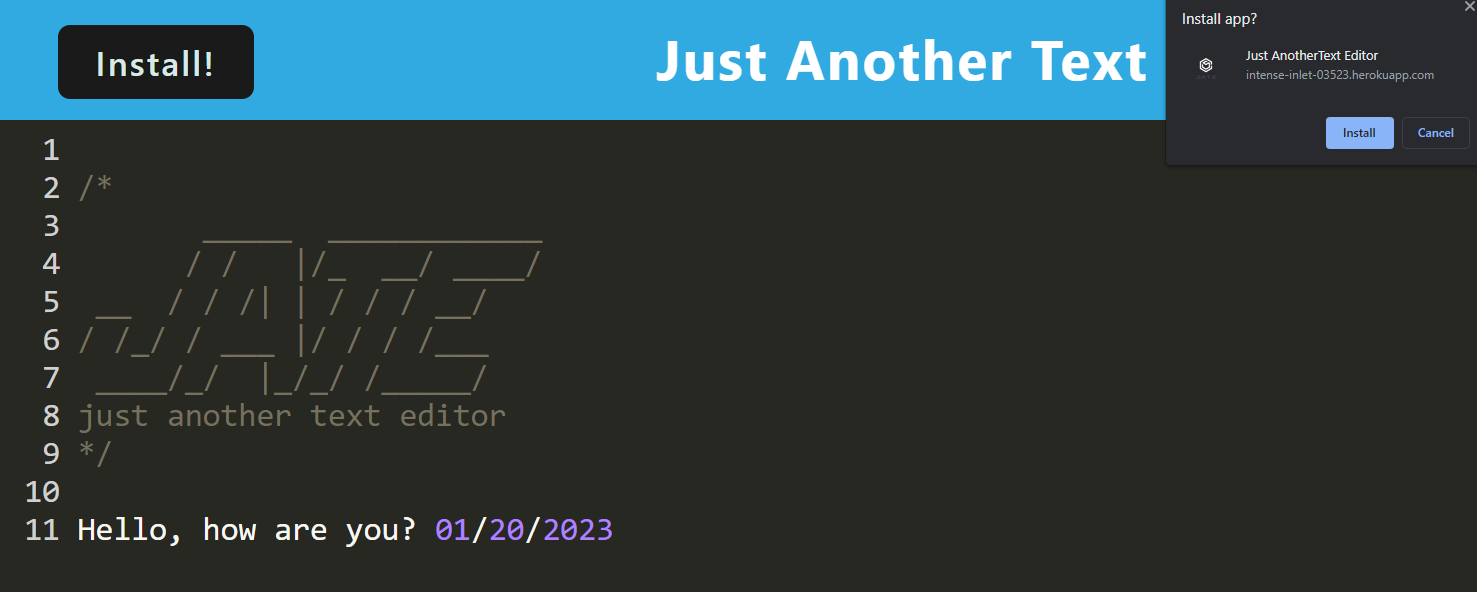 Install!
Just Another Text
Install app?
Just AnotherText Editor
intense-inlet-03523.herokuapp.com
Install Cancel
1
2 /*
3        _____  ____________
4       / /   |/_  __/ ____/
5  __  / / /| | / / / __/
6 / /_/ / ___ |/ / / /___
7  ____/_/  |_/_/ /_____/
8 just another text editor
9 */
10
11 Hello, how are you? 01/20/2023